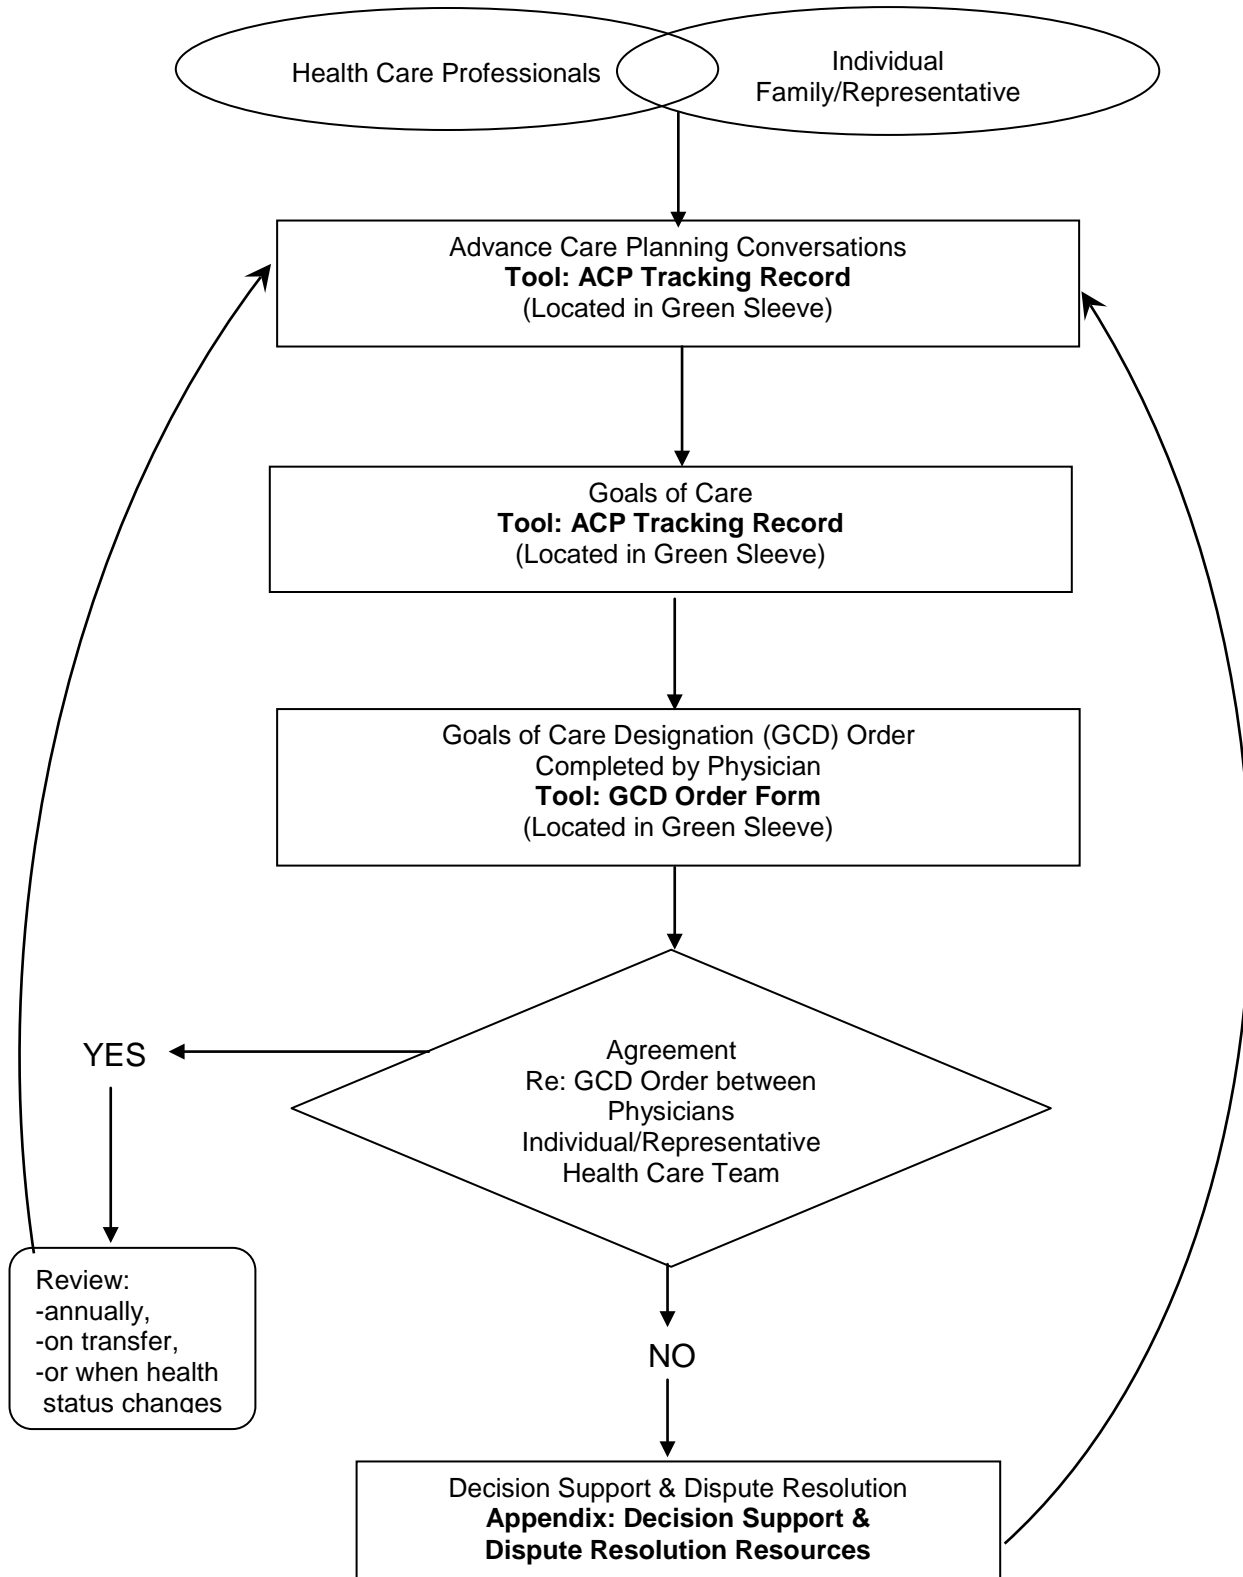 Health Care Professionals
Individual
Family/Representative
Advance Care Planning Conversations
Tool: ACP Tracking Record
(Located in Green Sleeve)
Goals of Care
Tool: ACP Tracking Record
(Located in Green Sleeve)
Goals of Care Designation (GCD) Order
Completed by Physician
Tool: GCD Order Form
(Located in Green Sleeve)
Agreement
Re: GCD Order between
Physicians
Individual/Representative
Health Care Team
YES
Review:
-annually,
-on transfer,
-or when health
status changes
NO
Decision Support & Dispute Resolution
Appendix: Decision Support &
Dispute Resolution Resources